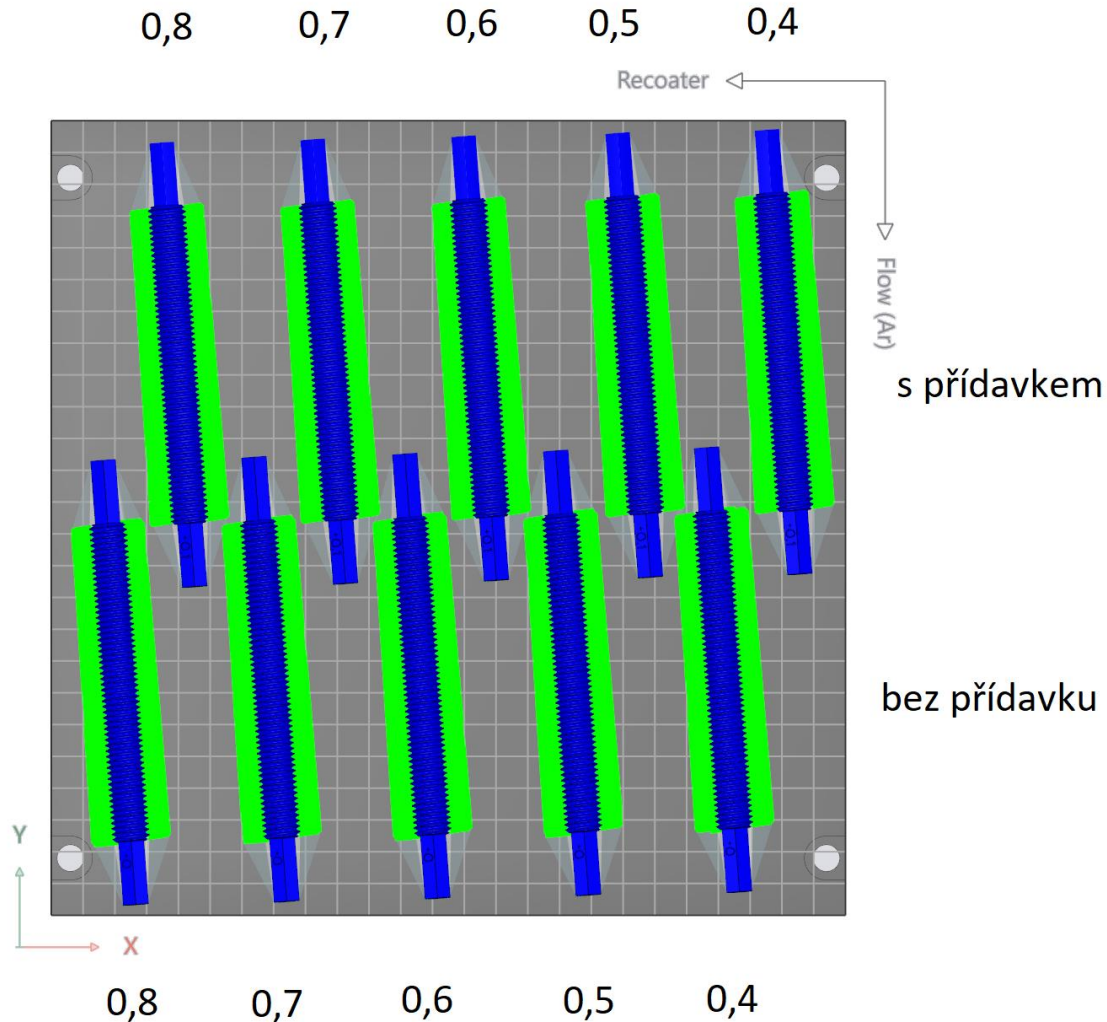 0,8 0,7 0,6 0,5 0,4
Recoater
Flow (Ar)
s přídavkem
bez přídavku
Y
X
0,8 0,7 0,6 0,5 0,4